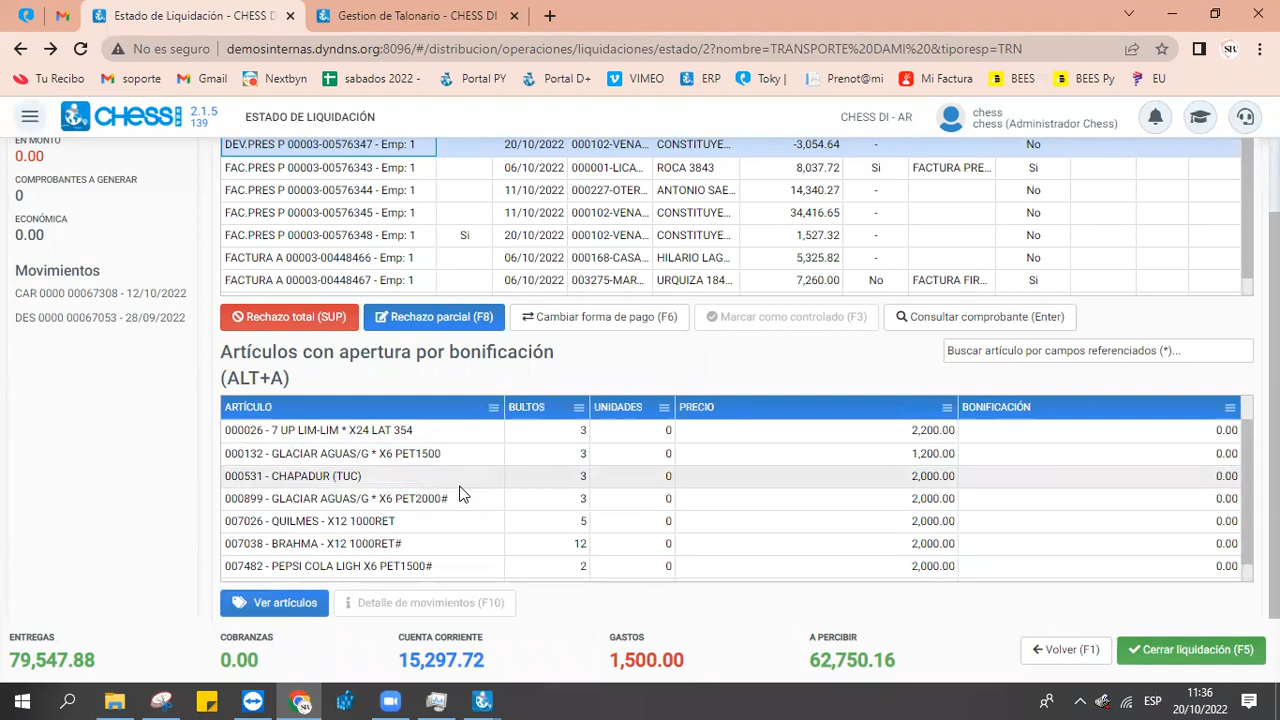 Estado de Liquidación - CHESS D
Gestion de Talonario - CHESS DI
No es seguro demosinternas.dyndns.org:8096/#/distribucion/operaciones/liquidaciones/estado/2?nombre=TRANSPORTE%20DAMI%20&tiporesp=TRN
Tu Recibo soporte Gmail Nextbyn sabados 2022 - Portal PY Portal D+ VIMEO ERP Toky | Prenot@mi Mi Factura BEES BEES Py EU
CHESS 2.1.5 139 ESTADO DE LIQUIDACIÓN CHESS DI - AR chess
chess (Administrador Chess)
EN MUNTO
0.00
COMPROBANTES A GENERAR
0
ECONÓMICA
0.00
Movimientos
CAR 0000 00067308 - 12/10/2022
DES 0000 00067053 - 28/09/2022
DEV.PRES P 00003-00576347 - Emp: 1 20/10/2022 000102-VENA... CONSTITUYE... -3,054.64 - No
FAC.PRES P 00003-00576343 - Emp: 1 06/10/2022 000001-LICA... ROCA 3843 8,037.72 Si FACTURA PRE... Si
FAC.PRES P 00003-00576344 - Emp: 1 11/10/2022 000227-OTER... ANTONIO SAE... 14,340.27 - No
FAC.PRES P 00003-00576345 - Emp: 1 11/10/2022 000102-VENA... CONSTITUYE... 34,416.65 - No
FAC.PRES P 00003-00576348 - Emp: 1 Si 20/10/2022 000102-VENA... CONSTITUYE... 1,527.32 - No
FACTURA A 00003-00448466 - Emp: 1 06/10/2022 000168-CASA... HILARIO LAG... 5,325.82 - No
FACTURA A 00003-00448467 - Emp: 1 06/10/2022 003275-MAR... URQUIZA 184... 7,260.00 No FACTURA FIR... Si
Rechazo total (SUP) Rechazo parcial (F8) Cambiar forma de pago (F6) Marcar como controlado (F3) Consultar comprobante (Enter)
Artículos con apertura por bonificación
(ALT+A)
Buscar artículo por campos referenciados (*)...
ARTÍCULO BULTOS UNIDADES PRECIO BONIFICACIÓN
000026 - 7 UP LIM-LIM * X24 LAT 354 3 0 2,200.00 0.00
000132 - GLACIAR AGUAS/G * X6 PET1500 3 0 1,200.00 0.00
000531 - CHAPADUR (TUC) 3 0 2,000.00 0.00
000899 - GLACIAR AGUAS/G * X6 PET2000# 3 0 2,000.00 0.00
007026 - QUILMES - X12 1000RET 5 0 2,000.00 0.00
007038 - BRAHMA - X12 1000RET# 12 0 2,000.00 0.00
007482 - PEPSI COLA LIGH X6 PET1500# 2 0 2,000.00 0.00
Ver artículos Detalle de movimientos (F10)
ENTREGAS COBRANZAS CUENTA CORRIENTE GASTOS A PERCIBIR
79,547.88 0.00 15,297.72 1,500.00 62,750.16
Volver (F1) Cerrar liquidación (F5)
ESP 11:36
20/10/2022